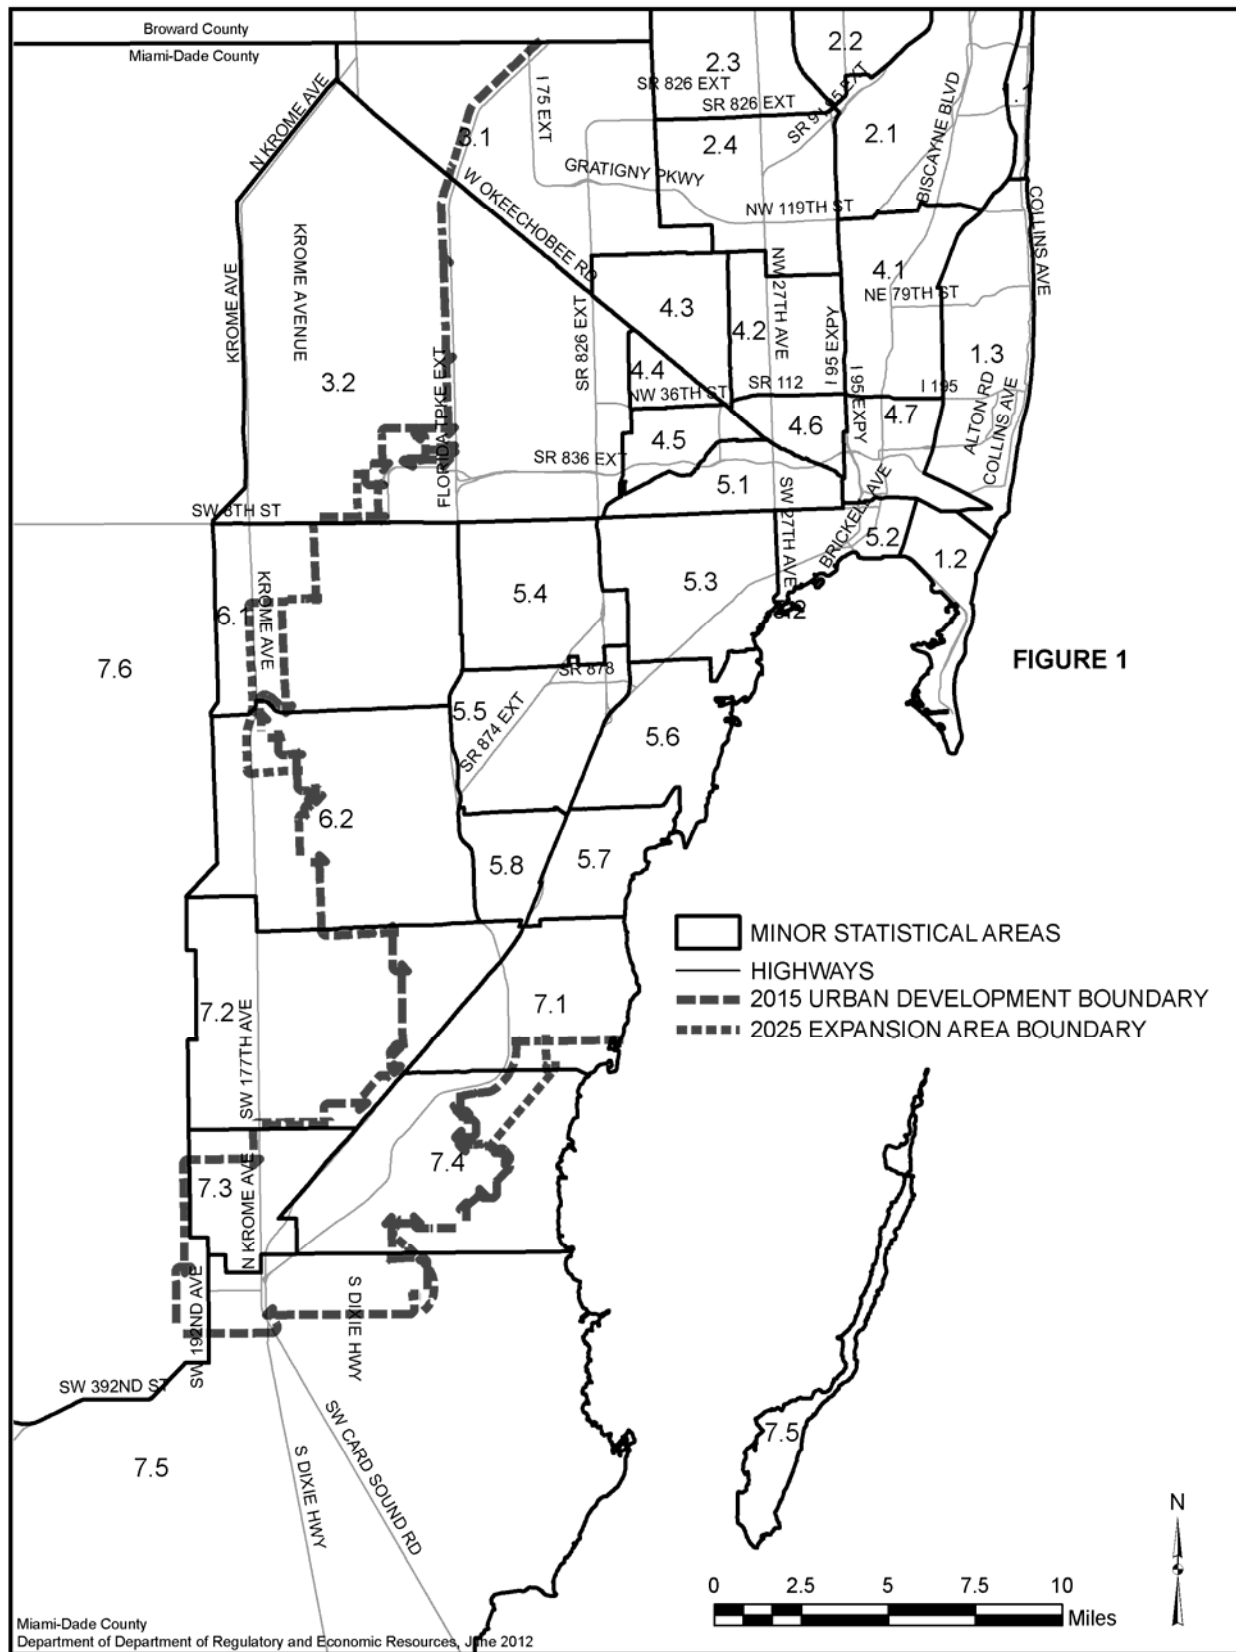 Broward County
Miami-Dade County
2.2
2.3
SR 826 EXT
I 75 EXT
SR 826 EXT
N KROME AVE
3.1
2.4
2.1
BISCAYNE BLVD
GRATIGNY PKWY
W OKEECHOBEE RD
NW 119TH ST
COLLINS AVE
KROME AVENUE
KROME AVE
NW 27TH AVE
4.1
NE 79TH ST
4.3
4.2
SR 826 EXT
I 95 EXPY
1.3
3.2
FLORIDA TPKE EXT
4.4
NW 36TH ST
SR 112
I 95 EXPY
I 195
ALTON RD
COLLINS AVE
4.7
4.6
4.5
SR 836 EXT
5.1
SW 8TH ST
SW 27TH AVE
BRICKELL AVE
5.2
1.2
5.3
5.4
KROME AVE
6.1
5.2
7.6
SR 878
FIGURE 1
5.5
SR 874 EXT
5.6
6.2
5.8
5.7
MINOR STATISTICAL AREAS
HIGHWAYS
2015 URBAN DEVELOPMENT BOUNDARY
2025 EXPANSION AREA BOUNDARY
7.1
7.2
SW 177TH AVE
7.4
7.3
N KROME AVE
SW 192ND AVE
S DIXIE HWY
SW 392ND ST
SW CARD SOUND RD
7.5
7.5
S DIXIE HWY
N
0 2.5 5 7.5 10
Miles
Miami-Dade County
Department of Department of Regulatory and Economic Resources, June 2012